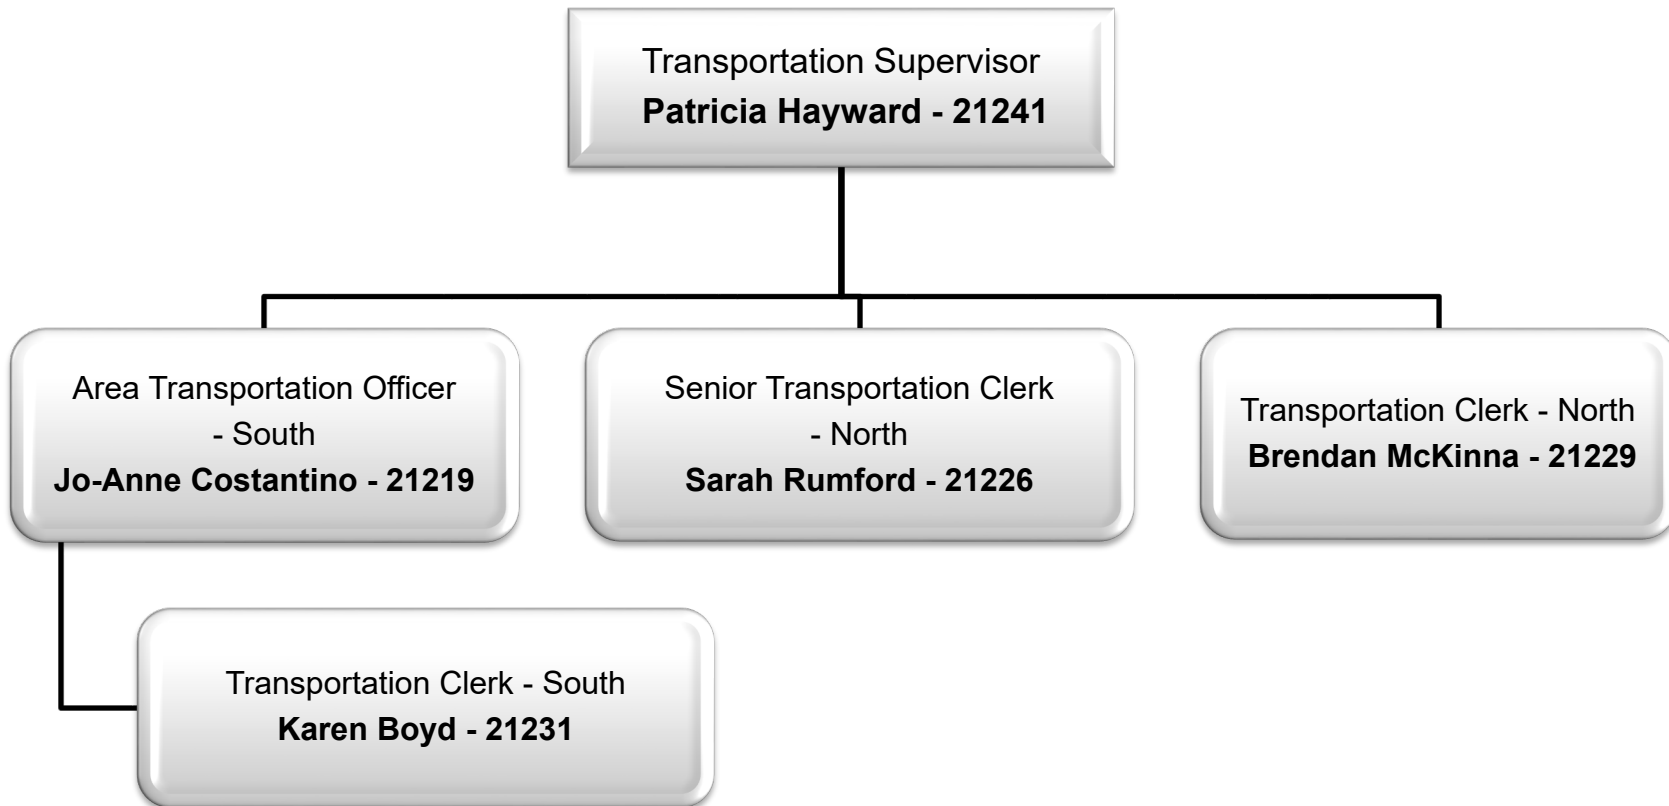 Transportation Supervisor
Patricia Hayward - 21241
Area Transportation Officer
- South
Jo-Anne Costantino - 21219
Senior Transportation Clerk
- North
Sarah Rumford - 21226
Transportation Clerk - North
Brendan McKinna - 21229
Transportation Clerk - South
Karen Boyd - 21231